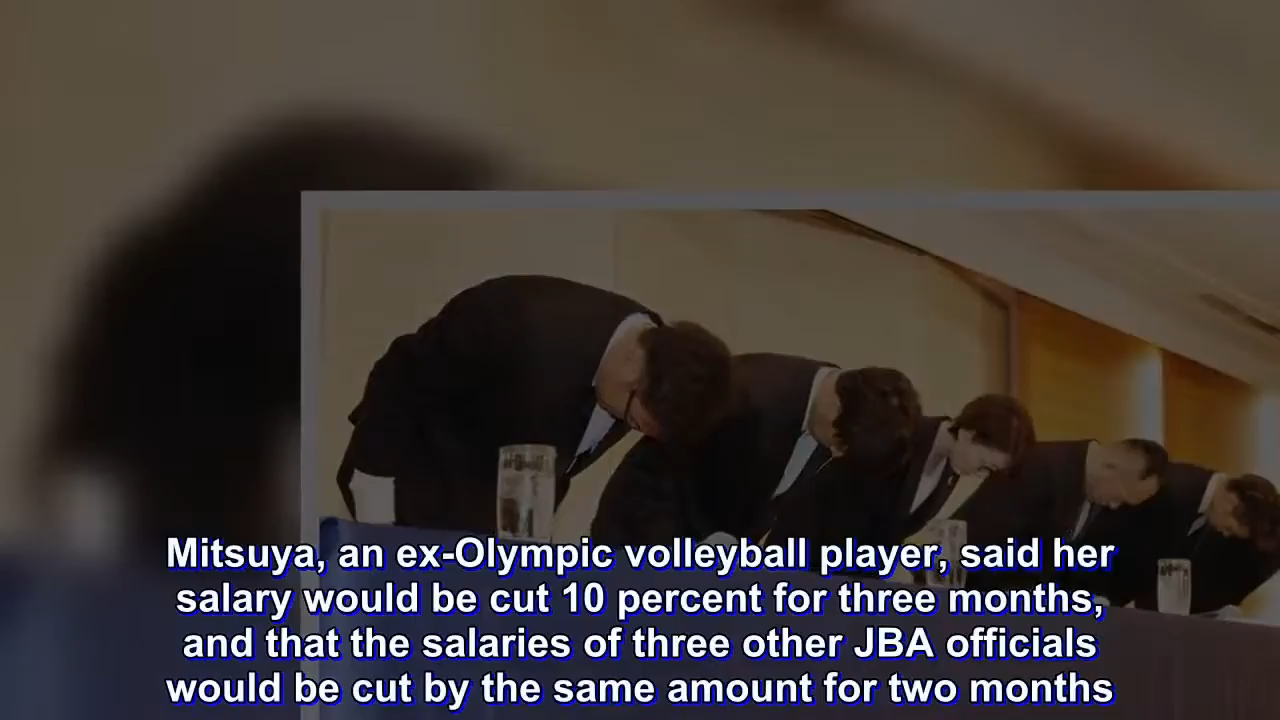 Mitsuya, an ex-Olympic volleyball player, said her
salary would be cut 10 percent for three months,
and that the salaries of three other JBA officials
would be cut by the same amount for two months